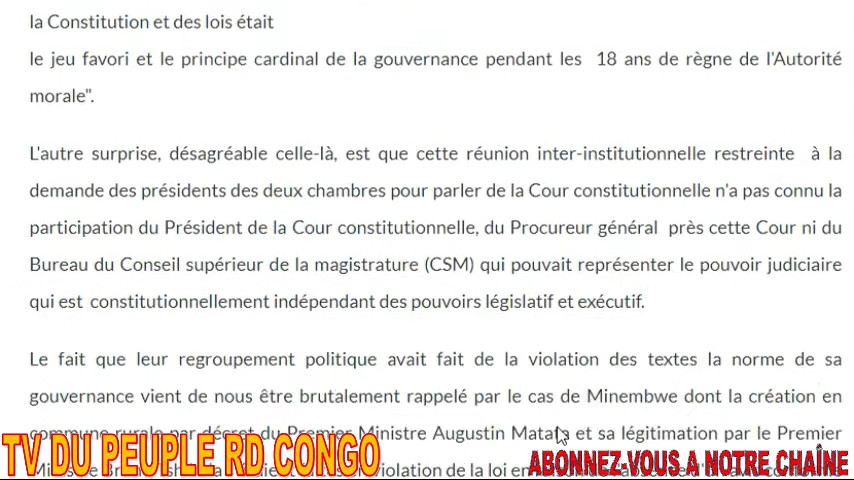 la Constitution et des lois était
le jeu favori et le principe cardinal de la gouvernance pendant les 18 ans de règne de l'Autorité
morale".
L'autre surprise, désagréable celle-là, est que cette réunion inter-institutionnelle restreinte à la
demande des présidents des deux chambres pour parler de la Cour constitutionnelle n'a pas connu la
participation du Président de la Cour constitutionnelle, du Procureur général près cette Cour ni du
Bureau du Conseil supérieur de la magistrature (CSM) qui pouvait représenter le pouvoir judiciaire
qui est constitutionnellement indépendant des pouvoirs législatif et exécutif.
Le fait que leur regroupement politique avait fait de la violation des textes la norme de sa
gouvernance vient de nous être brutalement rappelé par le cas de Minembwe dont la création en
commune rurale par décret du Premier Ministre Augustin Matata et sa légitimation par le Premier
violation de la loi en
TV DU PEUPLE RD CONGO
ABONNEZ-VOUS A NOTRE CHAÎNE